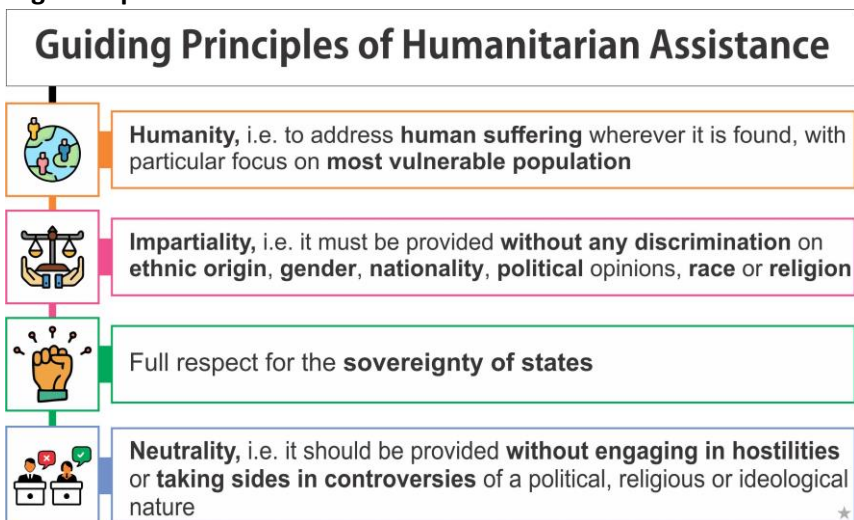 Guiding Principles of Humanitarian Assistance
Humanity, i.e. to address human suffering wherever it is found, with
particular focus on most vulnerable population
Impartiality, i.e. it must be provided without any discrimination on
ethnic origin, gender, nationality, political opinions, race or religion
Full respect for the sovereignty of states
Neutrality, i.e. it should be provided without engaging in hostilities
or taking sides in controversies of a political, religious or ideological
nature